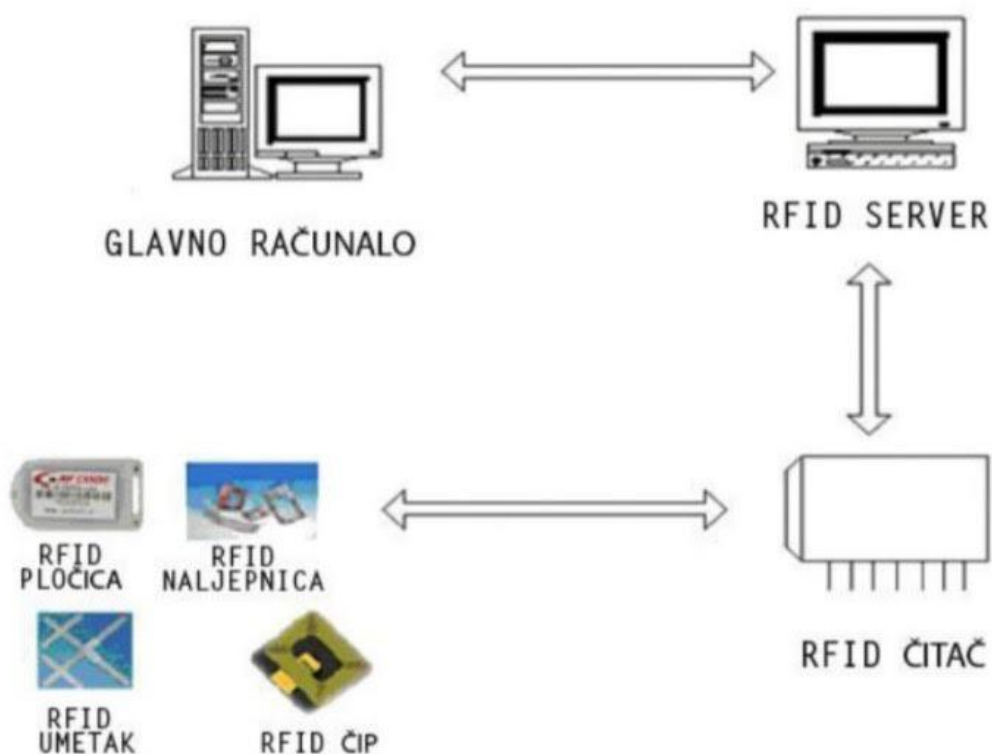 GLAVNO RAČUNALO
RFID SERVER
RFID
PLOČICA
RFID
NALJEPNICA
RFID ČITAČ
RFID
UMETAK
RFID ČIP